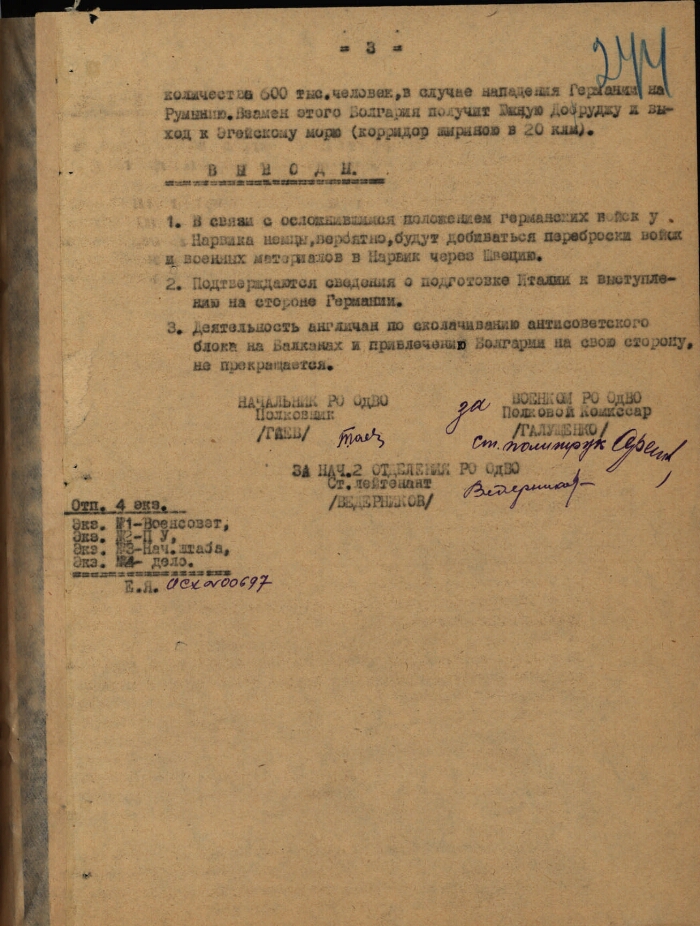 = 3 =
244
количества 600 тыс.человек,в случае нападения Германии на
Румынию.Взамен этого Болгария получит Южную Добруджу и вы-
ход к Эгейскому морю (корридор шириною в 20 клм).
В Ы В О Д Ы.
1. В связи с осложнившимся положением германских войск у
Нарвика немцы,вероятно,будут добиваться переброски войск
и военных материалов в Нарвик через Швецию.
2. Подтверждаются сведения о подготовке Италии к выступле-
нию на стороне Германии.
3. Деятельность англичан по сколачиванию антисоветского
блока на Балканах и привлечению Болгарии на свою сторону,
не прекращается.
НАЧАЛЬНИК РО ОдВО
Полковник
/ГАЕВ/ Гаев
за ВОЕНКОМ РО ОдВО
Полковой Комиссар
/ГАЛУЩЕНКО/
ст. политрук
ЗА НАЧ.2 ОТДЕЛЕНИЯ РО ОдВО
Ст.лейтенант
/ВЕДЕРНИКОВ/ Ведерников
Отп. 4 экз.
Экз. №1-Военсовет,
Экз. №2-П У,
Экз. №3-Нач.штаба,
Экз. №4- дело.
Е.Я.